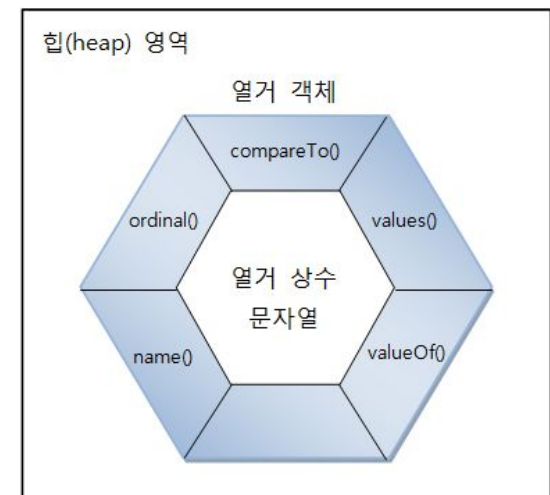 힙(heap) 영역
열거 객체
compareTo()
ordinal()
values()
열거 상수
문자열
name()
valueOf()